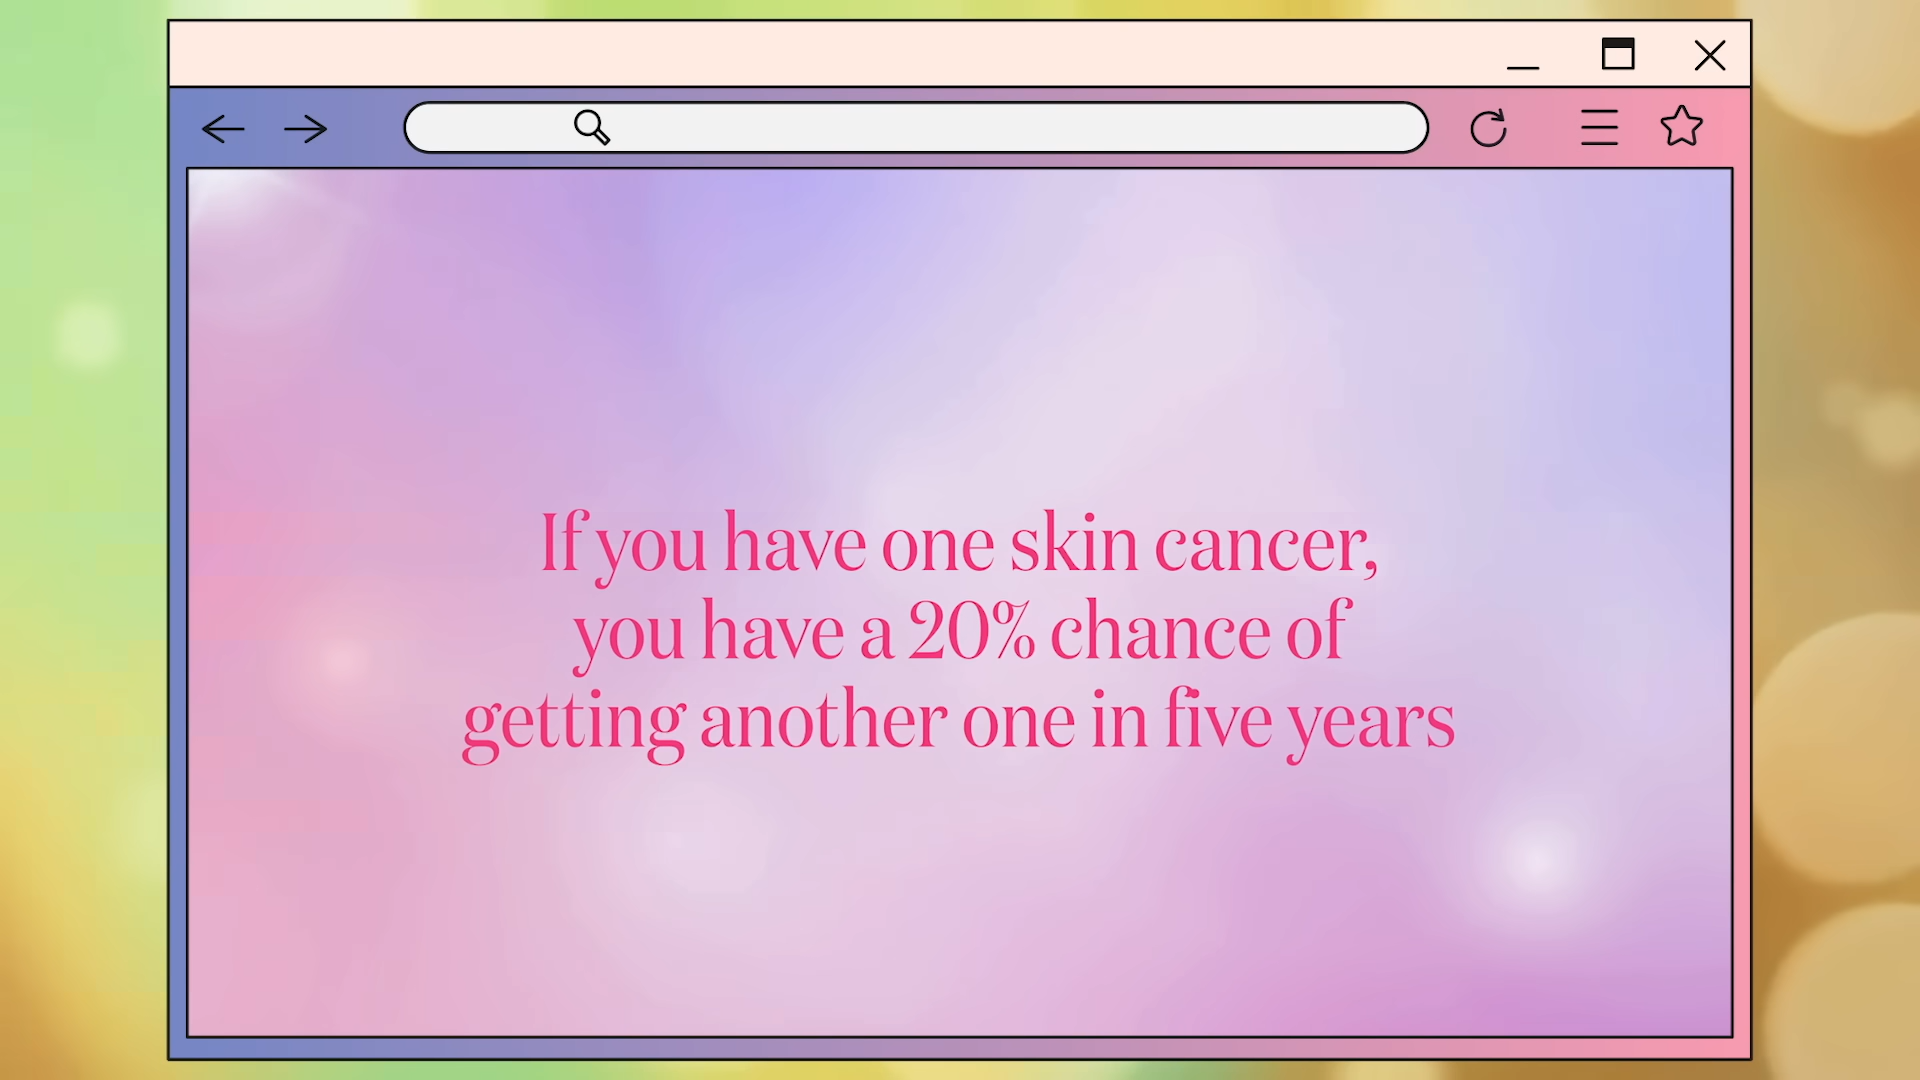 If you have one skin cancer,
you have a 20% chance of
getting another one in five years